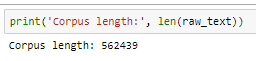 print('Corpus length:', len(raw_text))
Corpus length: 562439